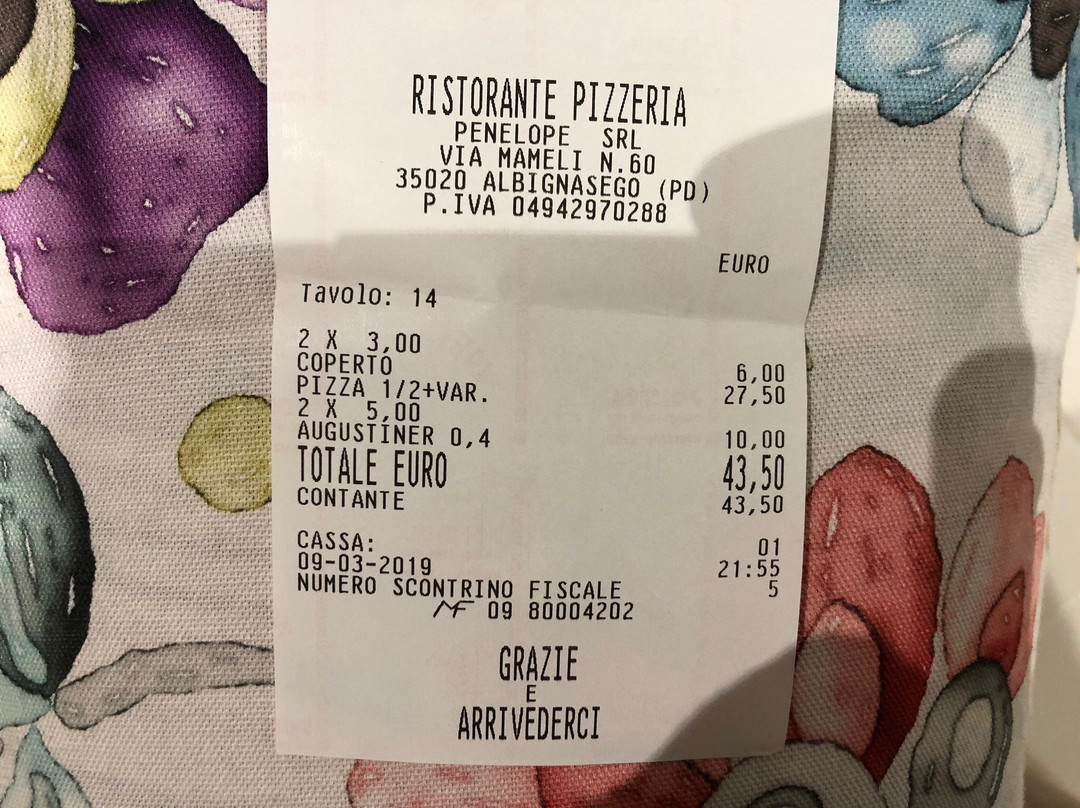 RISTORANTE PIZZERIA
PENELOPE SRL
VIA MAMELI N.60
35020 ALBIGNASEGO (PD)
P.IVA 04942970288
EURO
Tavolo: 14
2 X 3,00
COPERTO 6,00
PIZZA 1/2+VAR. 27,50
2 X 5,00
AUGUSTINER 0,4 10,00
TOTALE EURO 43,50
CONTANTE 43,50
CASSA: 01
09-03-2019 21:55
NUMERO SCONTRINO FISCALE 5
MF 09 80004202
GRAZIE
E
ARRIVEDERCI